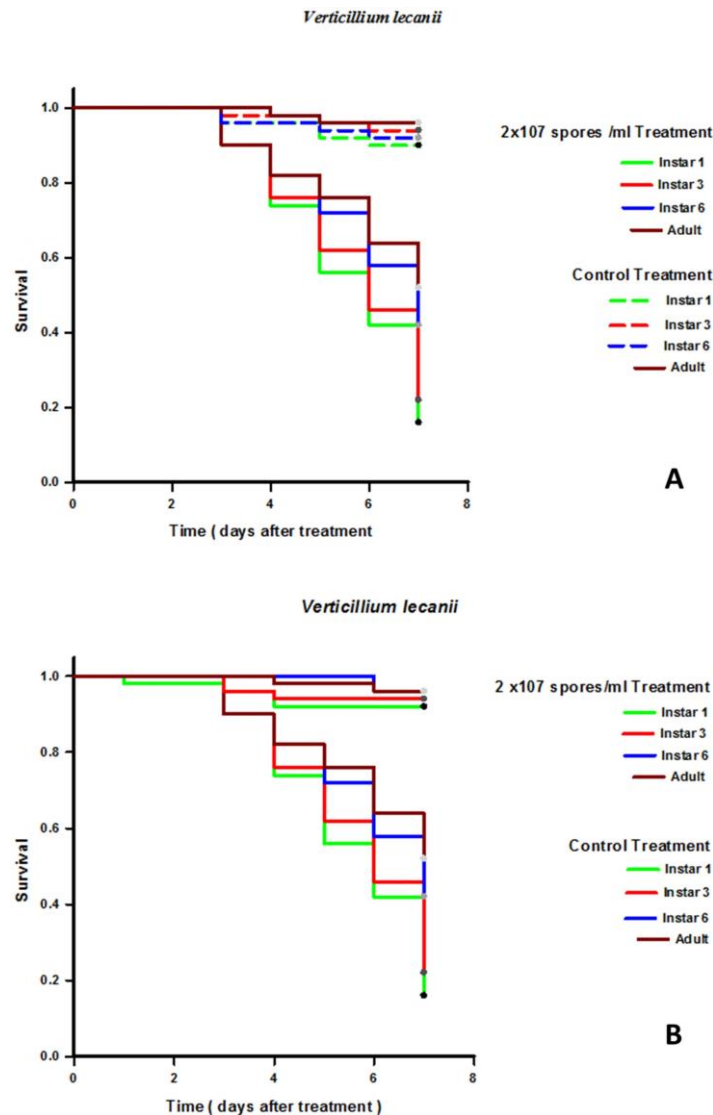 Verticillium lecanii
1.0
0.8
0.6
0.4
0.2
0.0
Survival
0
2
4
6
8
Time ( days after treatment
2x107 spores /ml Treatment
Instar 1
Instar 3
Instar 6
Adult
Control Treatment
Instar 1
Instar 3
Instar 6
Adult
A
Verticillium lecanii
1.0
0.8
0.6
0.4
0.2
0.0
Survival
0
2
4
6
8
Time ( days after treatment )
2 x107 spores/ml Treatment
Instar 1
Instar 3
Instar 6
Adult
Control Treatment
Instar 1
Instar 3
Instar 6
Adult
B